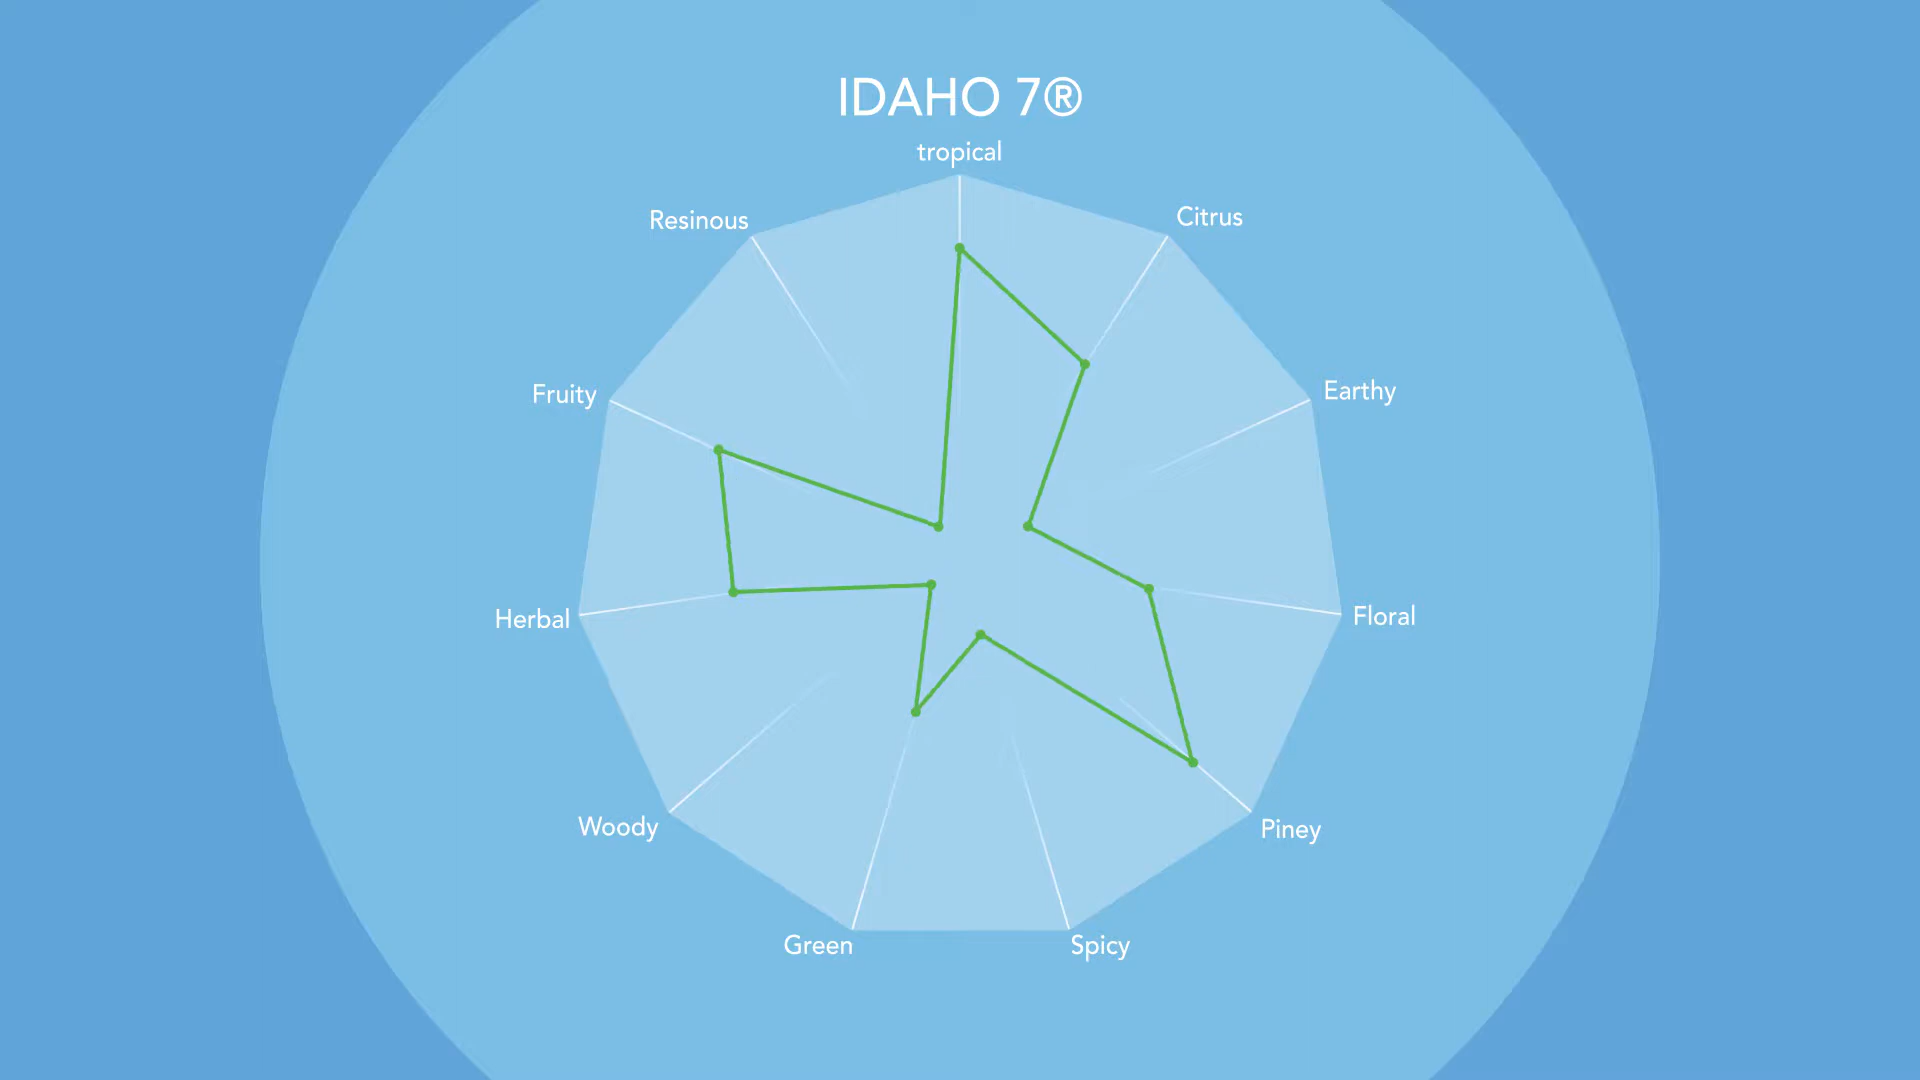 IDAHO 7®
tropical
Citrus
Resinous
Earthy
Fruity
Floral
Herbal
Woody
Piney
Green
Spicy